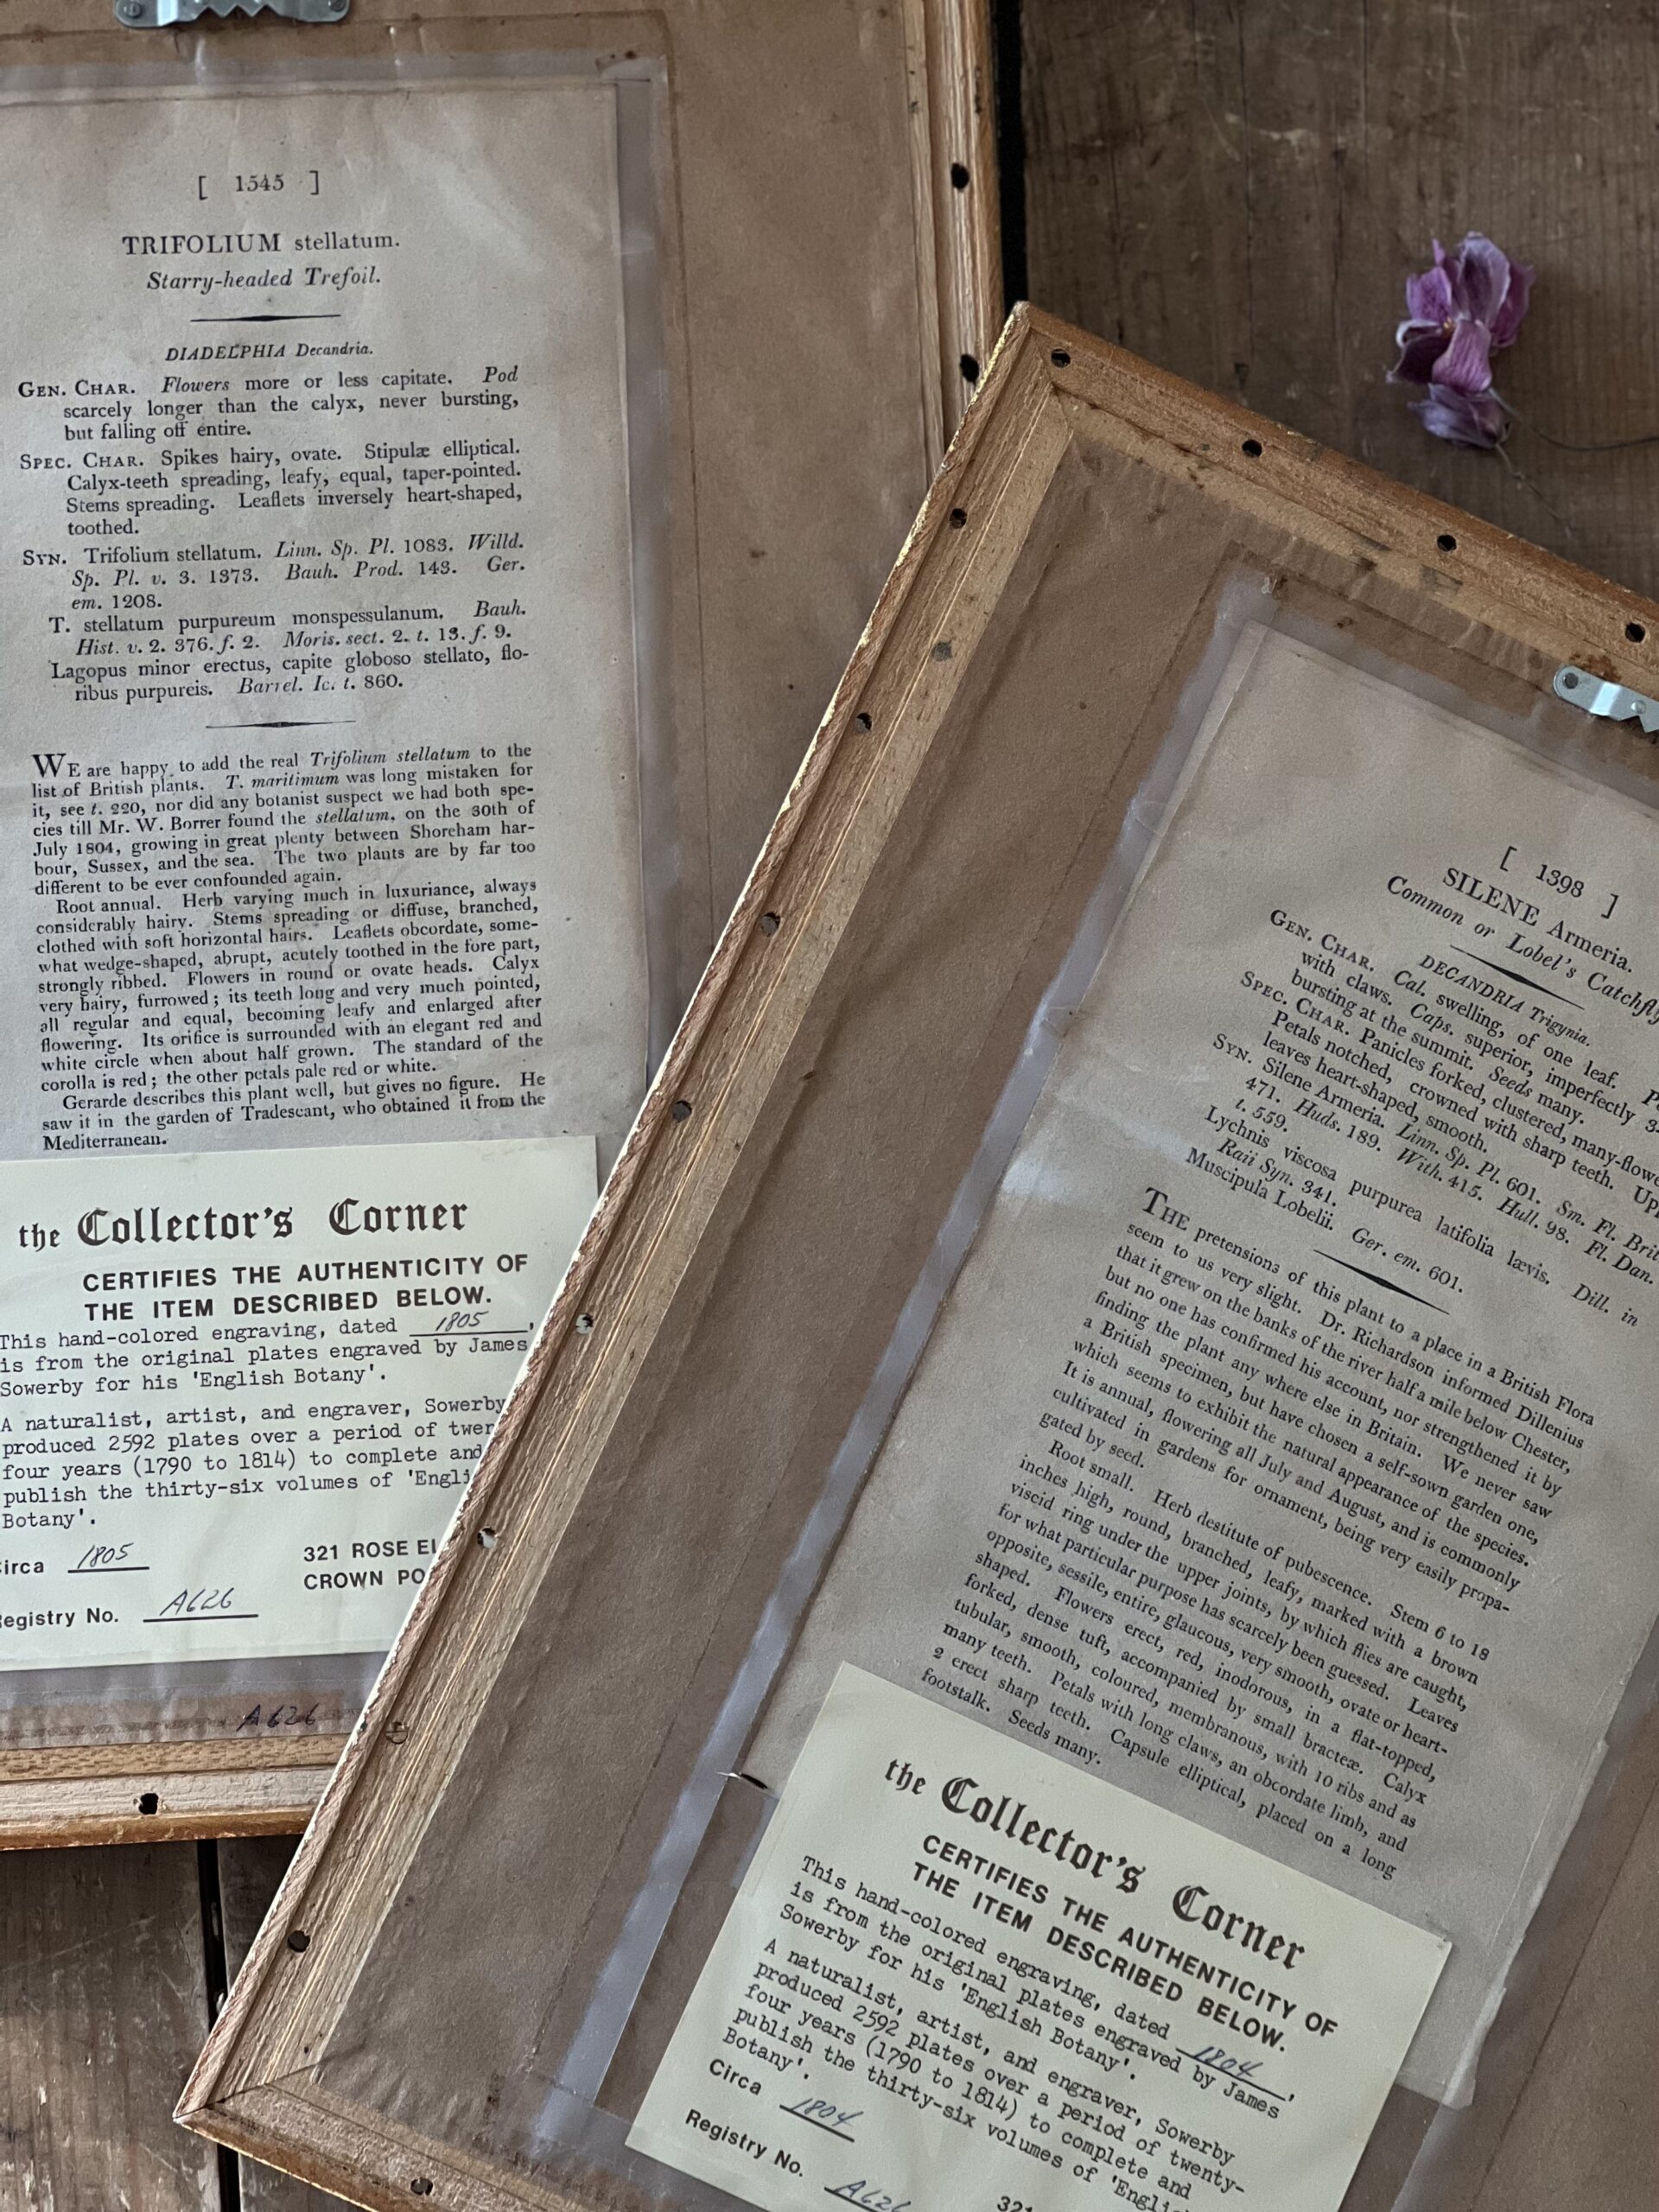 [ 1545 ]
TRIFOLIUM stellatum.
Starry-headed Trefoil.
DIADELPHIA Decandria.
GEN. CHAR. Flowers more or less capitate. Pod
scarcely longer than the calyx, never bursting,
but falling off entire.
SPEC. CHAR. Spikes hairy, ovate. Stipulæ elliptical.
Calyx-teeth spreading, leafy, equal, taper-pointed.
Stems spreading. Leaflets inversely heart-shaped,
toothed.
SYN. Trifolium stellatum. Linn. Sp. Pl. 1083. Willd.
Sp. Pl. v. 3. 1373. Bauh. Prod. 143. Ger.
em. 1208.
T. stellatum purpureum monspessulanum. Bauh.
Hist. v. 2. 376. f. 2. Moris. sect. 2. t. 13. f. 9.
Lagopus minor erectus, capite globoso stellato, flo-
ribus purpureis. Barrel. Ic. t. 860.
WE are happy to add the real Trifolium stellatum to the
list of British plants. T. maritimum was long mistaken for
it, see t. 220, nor did any botanist suspect we had both spe-
cies till Mr. W. Borrer found the stellatum, on the 30th of
July 1804, growing in great plenty between Shoreham har-
bour, Sussex, and the sea. The two plants are by far too
different to be ever confounded again.
Root annual. Herb varying much in luxuriance, always
considerably hairy. Stems spreading or diffuse, branched,
clothed with soft horizontal hairs. Leaflets obcordate, some-
what wedge-shaped, abrupt, acutely toothed in the fore part,
strongly ribbed. Flowers in round or ovate heads. Calyx
very hairy, furrowed; its teeth long and very much pointed,
all regular and equal, becoming leafy and enlarged after
flowering. Its orifice is surrounded with an elegant red and
white circle when about half grown. The standard of the
corolla is red; the other petals pale red or white.
Gerarde describes this plant well, but gives no figure. He
saw it in the garden of Tradescant, who obtained it from the
Mediterranean.
the Collector's Corner
CERTIFIES THE AUTHENTICITY OF
THE ITEM DESCRIBED BELOW.
This hand-colored engraving, dated 1805,
is from the original plates engraved by James
Sowerby for his 'English Botany'.
A naturalist, artist, and engraver, Sowerby
produced 2592 plates over a period of twen
four years (1790 to 1814) to complete and
publish the thirty-six volumes of 'Engli
Botany'.
irca 1805
321 ROSE
CROWN PO
egistry No. A626
A626
[ 1398 ]
SILENE Armeria.
Common or Lobel's Catchfly
DECANDRIA Trigynia.
GEN. CHAR. Cal. swelling, of one leaf.
with claws. Caps. superior, imperfectly 3-
bursting at the summit. Seeds many.
SPEC. CHAR. Panicles forked, clustered, many-flowe
Petals notched, crowned with sharp teeth. Up
leaves heart-shaped, smooth.
SYN. Silene Armeria. Linn. Sp. Pl. 601. Sm. Fl. Brit.
471. Huds. 189. With. 415. Hull. 98. Fl. Dan.
t. 559.
Lychnis viscosa purpurea latifolia lævis. Dill. in
Raii Syn. 341.
Muscipula Lobelii. Ger. em. 601.
THE pretensions of this plant to a place in a British Flora
seem to us very slight. Dr. Richardson informed Dillenius
that it grew on the banks of the river half a mile below Chester,
but no one has confirmed his account, nor strengthened it by
finding the plant any where else in Britain. We never saw
a British specimen, but have chosen a self-sown garden one,
which seems to exhibit the natural appearance of the species.
It is annual, flowering all July and August, and is commonly
cultivated in gardens for ornament, being very easily propa-
gated by seed.
Root small. Herb destitute of pubescence. Stem 6 to 18
inches high, round, branched, leafy, marked with a brown
viscid ring under the upper joints, by which flies are caught,
for what particular purpose has scarcely been guessed. Leaves
opposite, sessile, entire, glaucous, very smooth, ovate or heart-
shaped. Flowers erect, red, inodorous, in a flat-topped,
forked, dense tuft, accompanied by small bracteæ. Calyx
tubular, smooth, coloured, membranous, with 10 ribs and as
many teeth. Petals with long claws, an obcordate limb, and
2 erect sharp teeth. Capsule elliptical, placed on a long
footstalk. Seeds many.
the Collector's Corner
CERTIFIES THE AUTHENTICITY OF
THE ITEM DESCRIBED BELOW.
This hand-colored engraving, dated 1804,
is from the original plates engraved by James
Sowerby for his 'English Botany'.
A naturalist, artist, and engraver, Sowerby
produced 2592 plates over a period of twenty-
four years (1790 to 1814) to complete and
publish the thirty-six volumes of 'Englis
Botany'.
Circa 1804
Registry No. A626
321